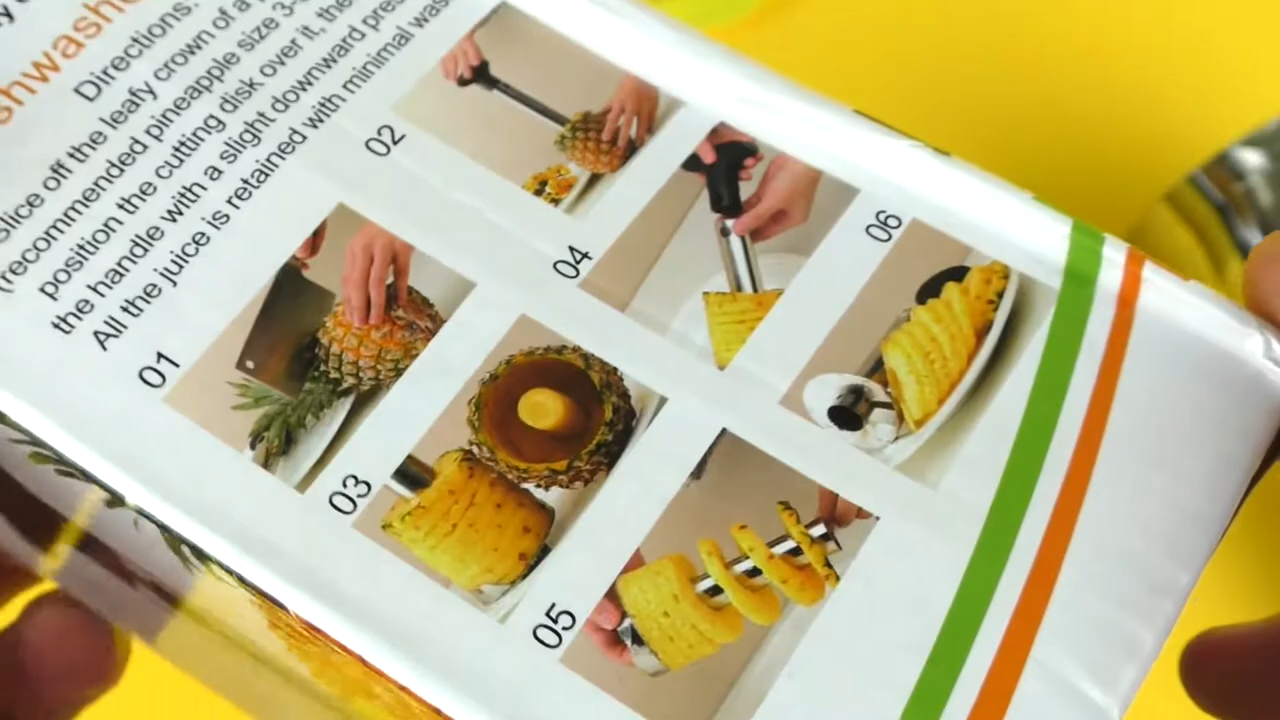 shwashe
Directions:
Slice off the leafy crown of a
(recommended pineapple size 3-
position the cutting disk over it, the
the handle with a slight downward pres
All the juice is retained with minimal was
01
02
03
04
05
06